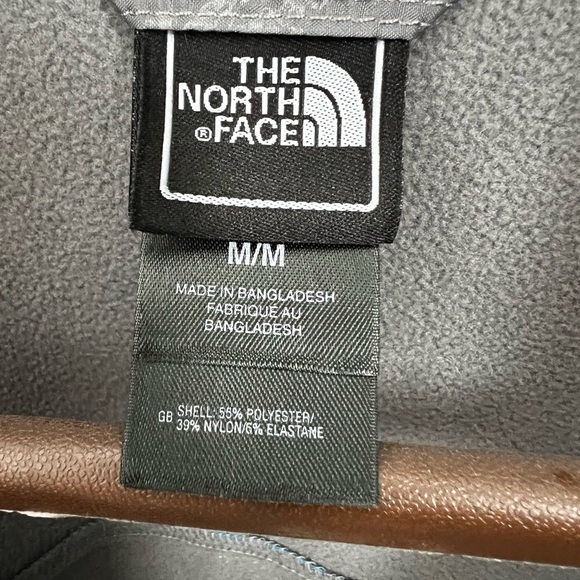 THE
NORTH
®FACE
M/M
MADE IN BANGLADESH
FABRIQUE AU
BANGLADESH
GB SHELL: 55% POLYESTER/
39% NYLON/6% ELASTANE